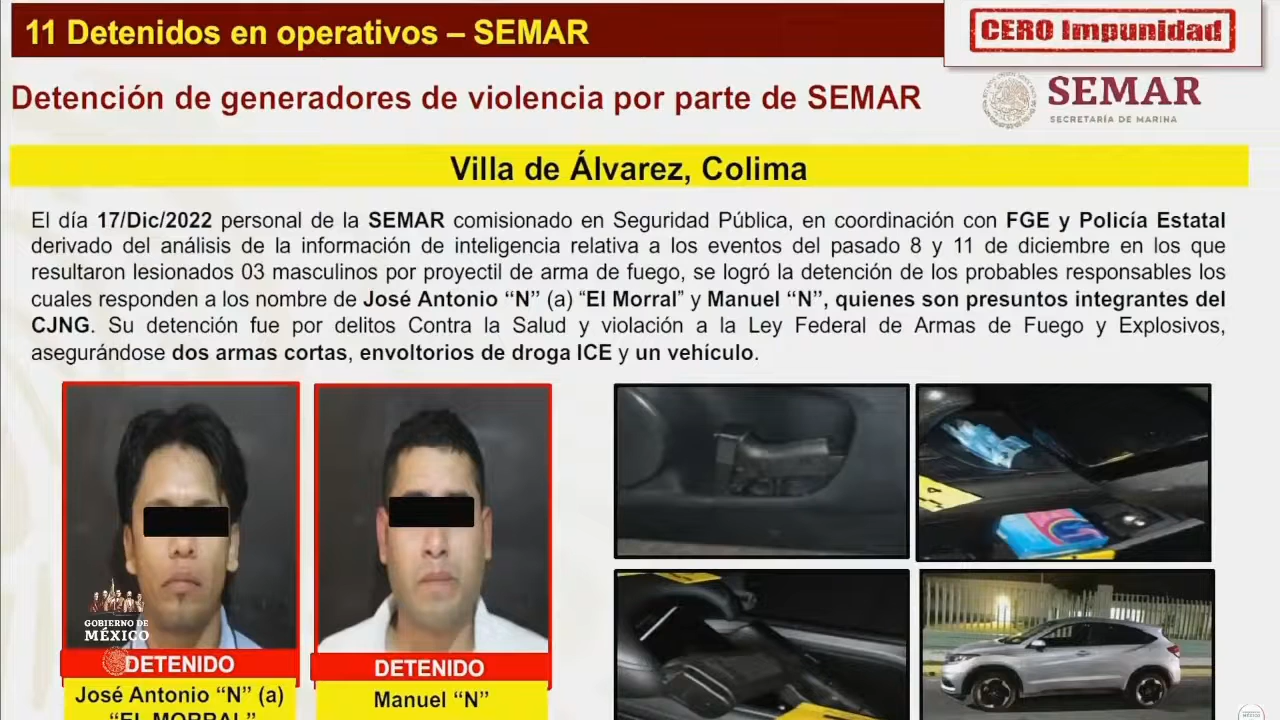 11 Detenidos en operativos – SEMAR
CERO Impunidad
Detención de generadores de violencia por parte de SEMAR
SEMAR
SECRETARÍA DE MARINA
Villa de Álvarez, Colima
El día 17/Dic/2022 personal de la SEMAR comisionado en Seguridad Pública, en coordinación con FGE y Policía Estatal
derivado del análisis de la información de inteligencia relativa a los eventos del pasado 8 y 11 de diciembre en los que
resultaron lesionados 03 masculinos por proyectil de arma de fuego, se logró la detención de los probables responsables los
cuales responden a los nombre de José Antonio “N” (a) “El Morral” y Manuel “N”, quienes son presuntos integrantes del
CJNG. Su detención fue por delitos Contra la Salud y violación a la Ley Federal de Armas de Fuego y Explosivos,
asegurándose dos armas cortas, envoltorios de droga ICE y un vehículo.
GOBIERNO DE
MÉXICO
DETENIDO
José Antonio “N” (a)
“EL MORRAL”
DETENIDO
Manuel “N”
4